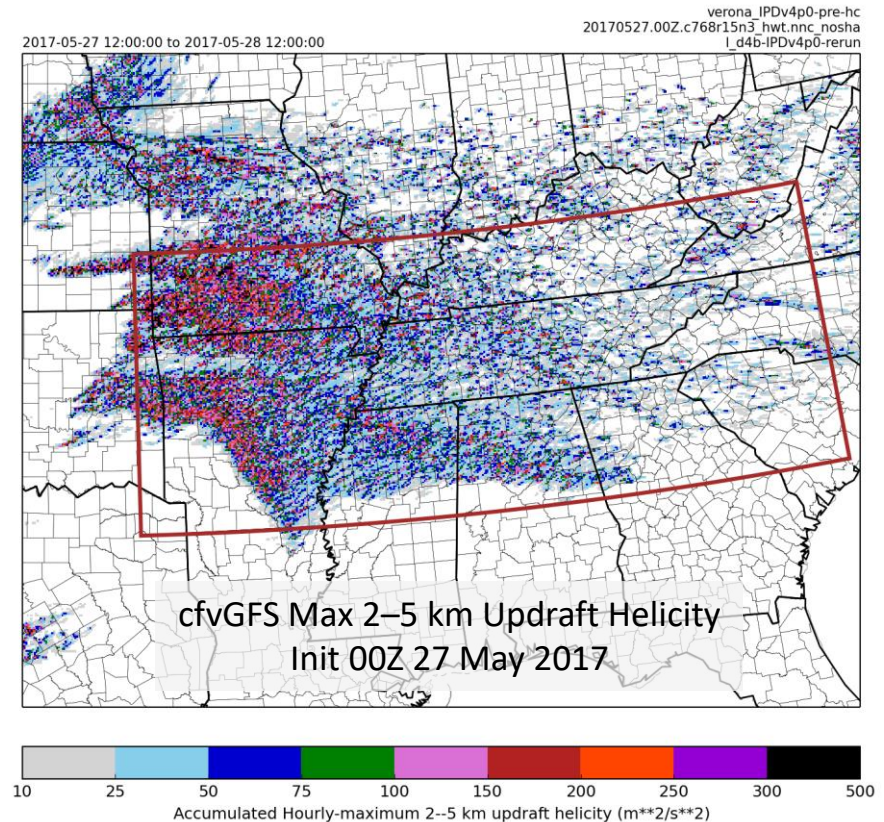 verona_IPDv4p0-pre-hc
20170527.00Z.c768r15n3_hwt.nnc_nosha
2017-05-27 12:00:00 to 2017-05-28 12:00:00
l_d4b-IPDv4p0-rerun
cfvGFS Max 2–5 km Updraft Helicity
Init 00Z 27 May 2017
10 25 50 75 100 150 200 250 300 500
Accumulated Hourly-maximum 2--5 km updraft helicity (m**2/s**2)